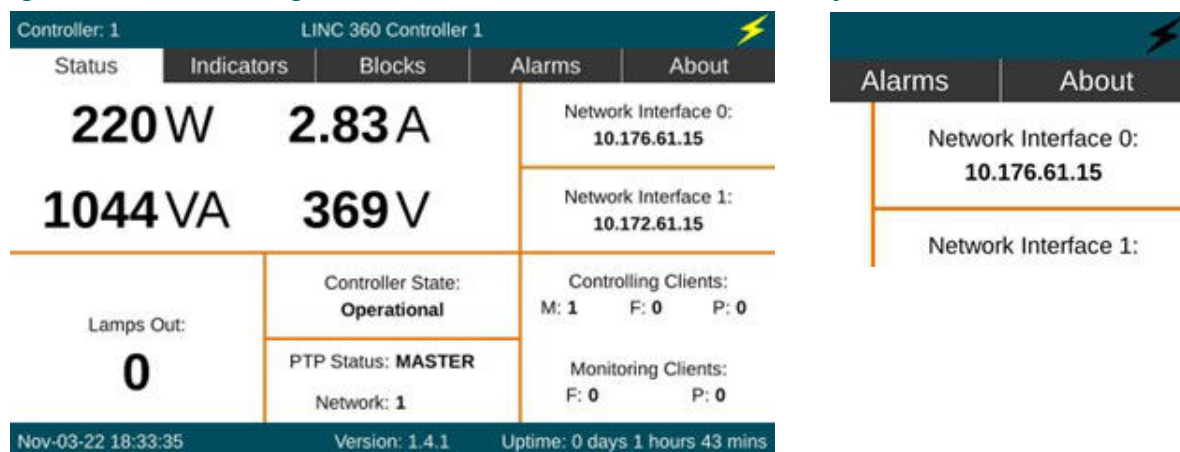 Controller: 1 LINC 360 Controller 1
Status Indicators Blocks Alarms About
220 W 2.83 A
Network Interface 0:
10.176.61.15
1044 VA 369 V
Network Interface 1:
10.172.61.15
Lamps Out:
0
Controller State:
Operational
PTP Status: MASTER
Network: 1
Controlling Clients:
M: 1 F: 0 P: 0
Monitoring Clients:
F: 0 P: 0
Nov-03-22 18:33:35 Version: 1.4.1 Uptime: 0 days 1 hours 43 mins
Alarms About
Network Interface 0:
10.176.61.15
Network Interface 1: